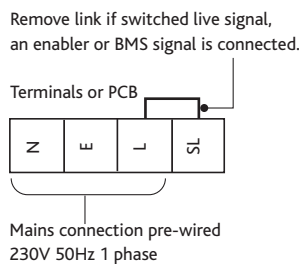 Remove link if switched live signal,
an enabler or BMS signal is connected.
Terminals or PCB
N E L SL
Mains connection pre-wired
230V 50Hz 1 phase